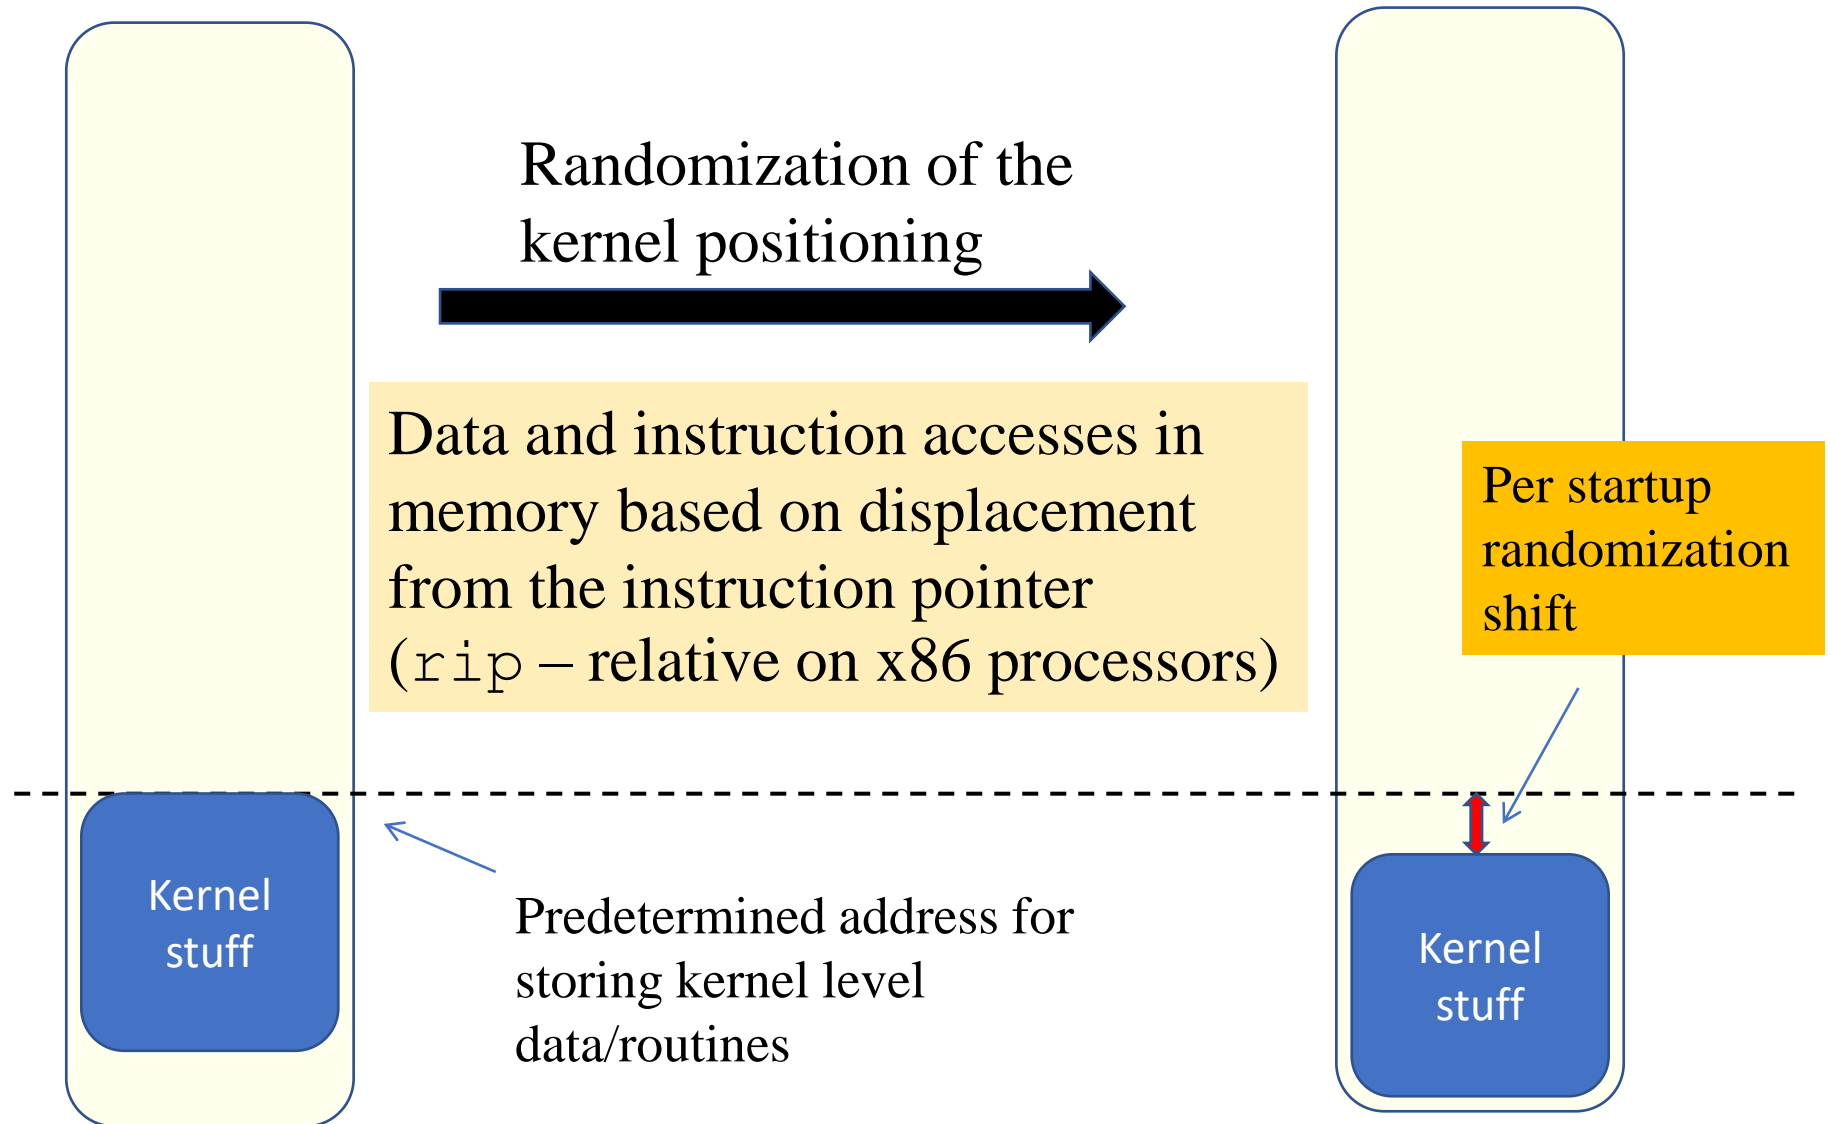 Randomization of the
kernel positioning
Data and instruction accesses in
memory based on displacement
from the instruction pointer
(rip – relative on x86 processors)
Per startup
randomization
shift
Kernel
stuff
Predetermined address for
storing kernel level
data/routines
Kernel
stuff